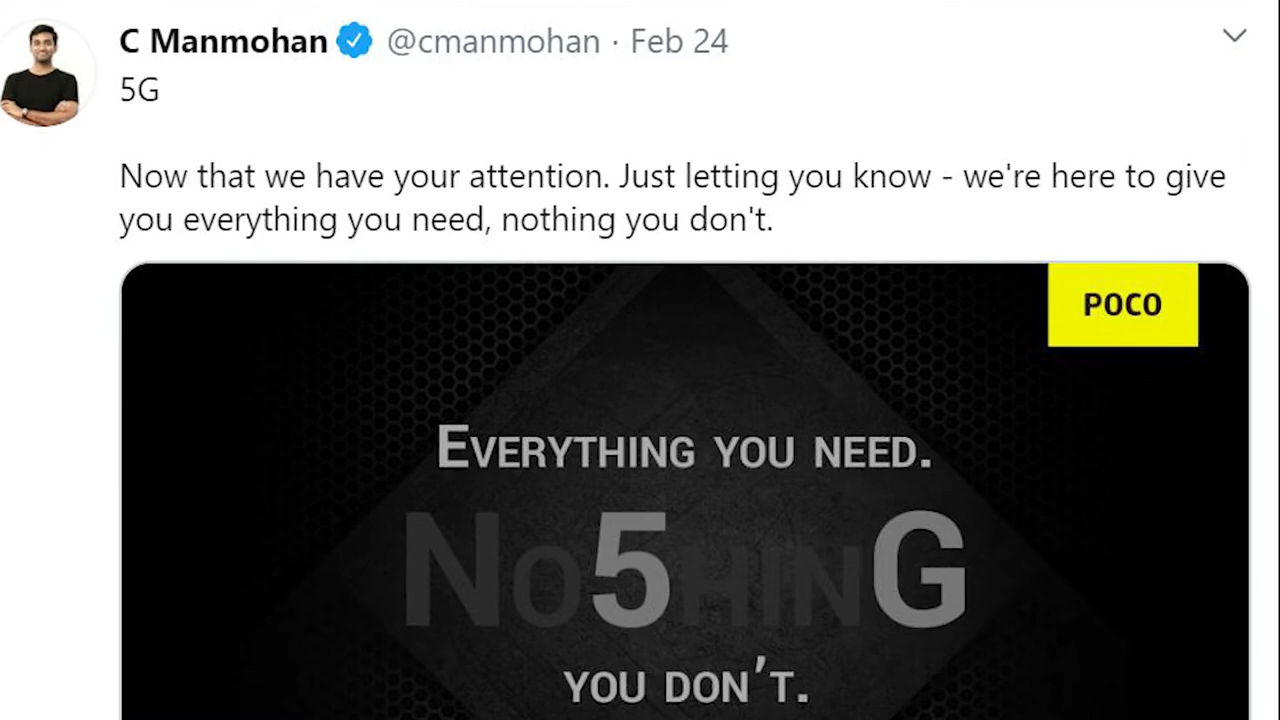 C Manmohan @cmanmohan · Feb 24
5G
Now that we have your attention. Just letting you know - we're here to give
you everything you need, nothing you don't.
POCO
EVERYTHING YOU NEED.
NO5HING
YOU DON'T.